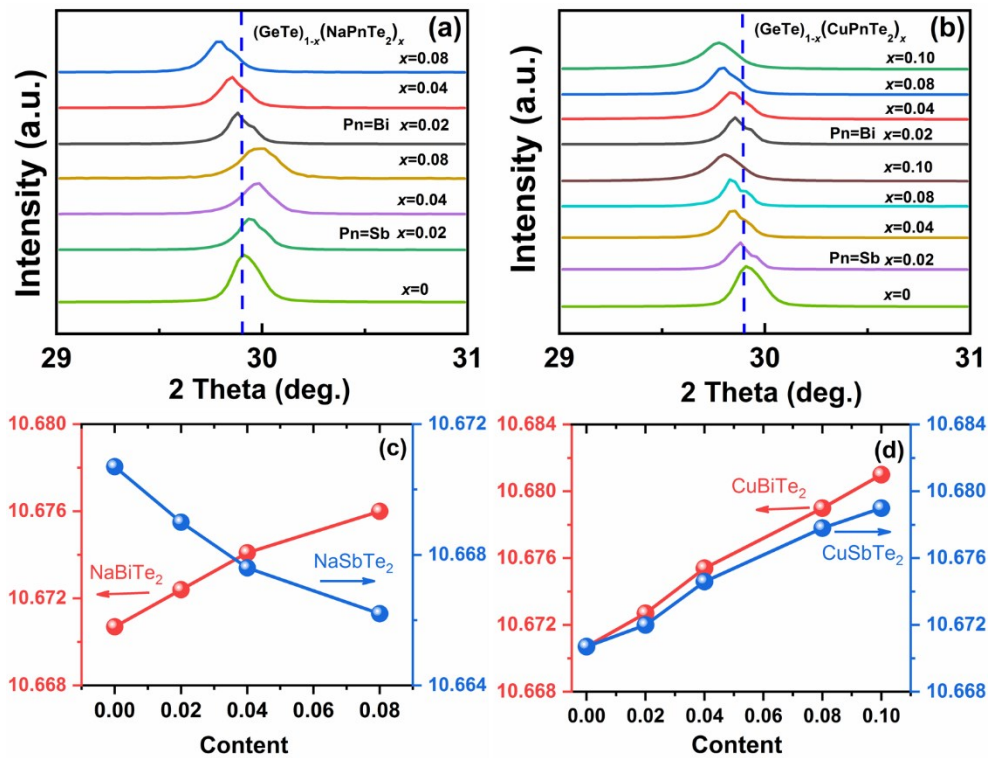 (a)
(GeTe)1-x(NaPnTe2)x
x=0.08
x=0.04
Pn=Bi x=0.02
x=0.08
x=0.04
Pn=Sb x=0.02
x=0
Intensity (a.u.)
29 30 31
2 Theta (deg.)
(b)
(GeTe)1-x(CuPnTe2)x
x=0.10
x=0.08
x=0.04
Pn=Bi x=0.02
x=0.10
x=0.08
x=0.04
Pn=Sb x=0.02
x=0
Intensity (a.u.)
29 30 31
2 Theta (deg.)
(c)
10.680
10.676
10.672
10.668
NaBiTe2
NaSbTe2
10.672
10.668
10.664
0.00 0.02 0.04 0.06 0.08
Content
(d)
10.684
10.680
10.676
10.672
10.668
CuBiTe2
CuSbTe2
10.684
10.680
10.676
10.672
10.668
0.00 0.02 0.04 0.06 0.08 0.10
Content